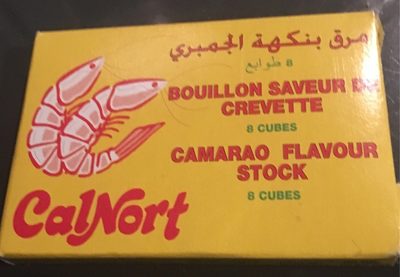 مرق بنكهة الجمبري
8 طوابع
BOUILLON SAVEUR DE
CREVETTE
8 CUBES
CAMARAO FLAVOUR
STOCK
8 CUBES
CalNort